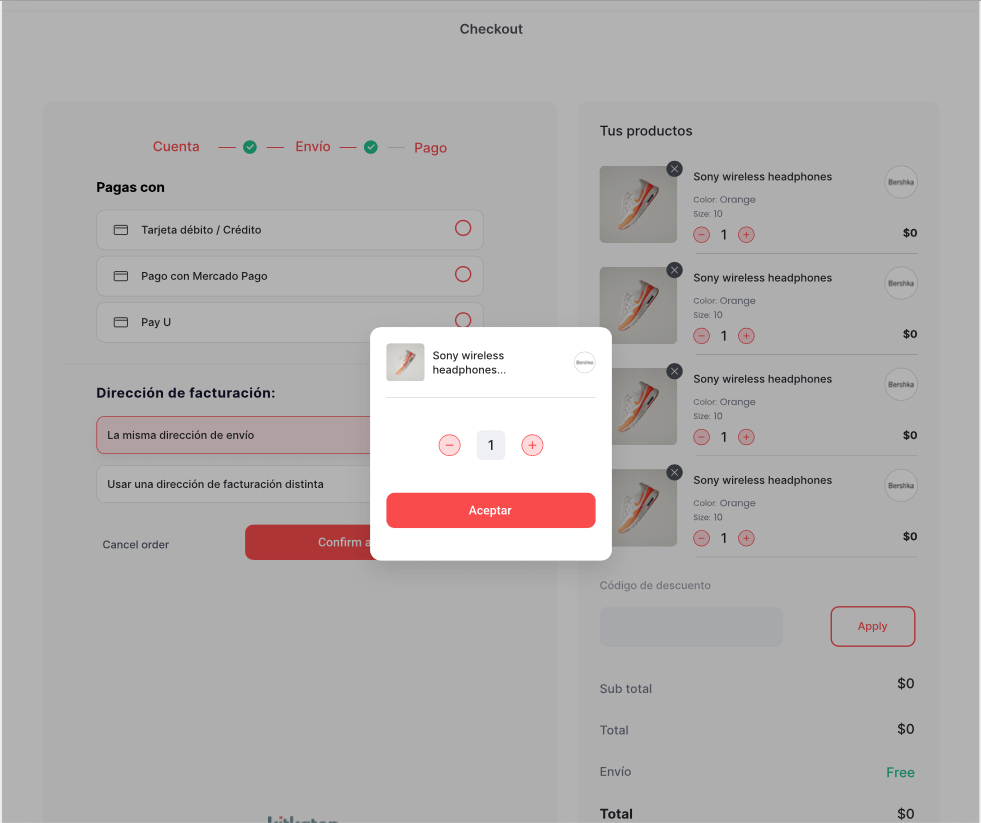 Checkout
Cuenta
Envío
Pago
Pagas con
Tarjeta débito / Crédito
Pago con Mercado Pago
Pay U
Dirección de facturación:
La misma dirección de envío
Usar una dirección de facturación distinta
Cancel order
Confirm a
Sony wireless
headphones...
Bershka
1
Aceptar
Tus productos
Sony wireless headphones
Bershka
Color: Orange
Size: 10
1
$0
Sony wireless headphones
Bershka
Color: Orange
Size: 10
1
$0
Sony wireless headphones
Bershka
Color: Orange
Size: 10
1
$0
Sony wireless headphones
Bershka
Color: Orange
Size: 10
1
$0
Código de descuento
Apply
Sub total
$0
Total
$0
Envío
Free
Total
$0